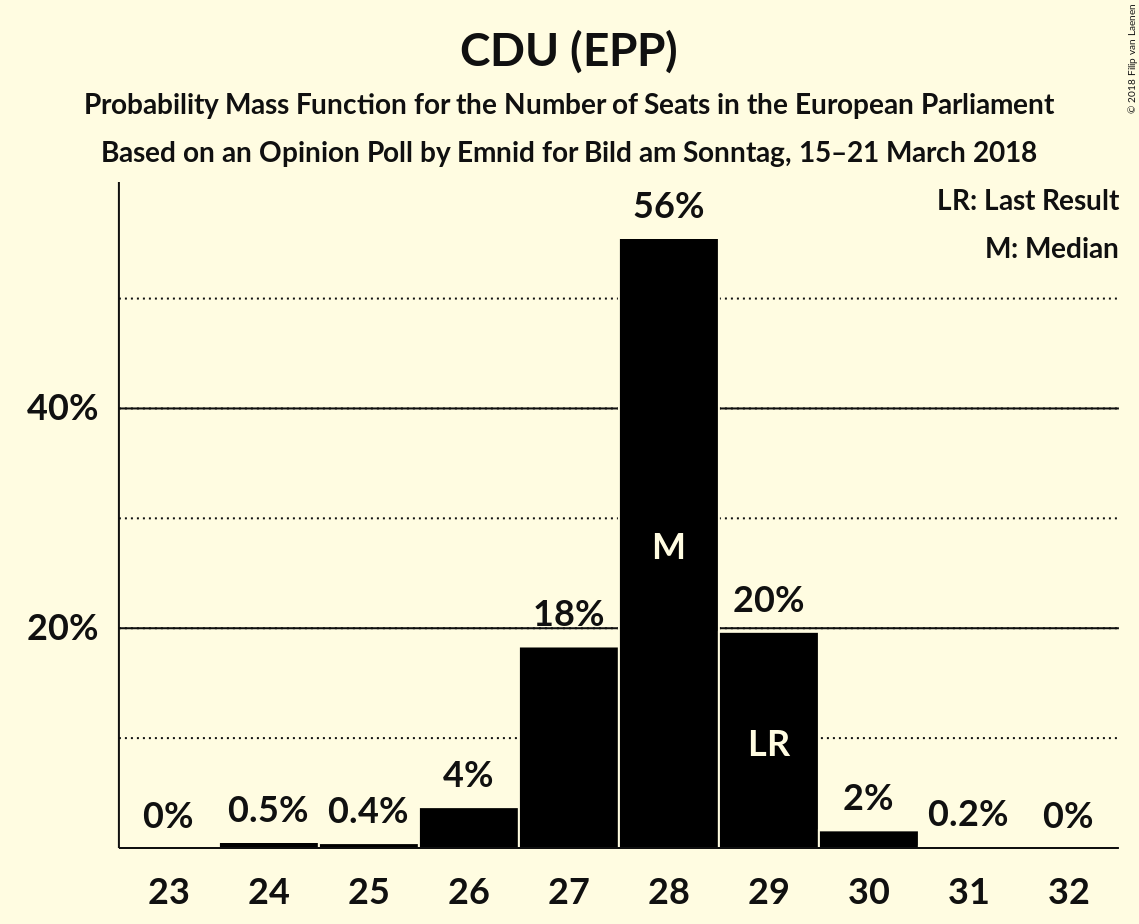 CDU (EPP)
Probability Mass Function for the Number of Seats in the European Parliament
Based on an Opinion Poll by Emnid for Bild am Sonntag, 15–21 March 2018
© 2018 Filip van Laenen
LR: Last Result
M: Median
56%
40%
M
20%
18%
20%
LR
0%
0.5%
0.4%
4%
2%
0.2%
0%
23 24 25 26 27 28 29 30 31 32